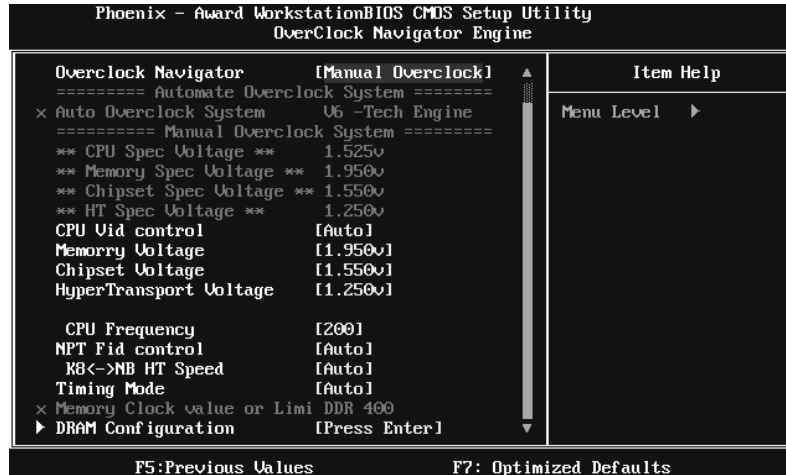 Phoenix - Award WorkstationBIOS CMOS Setup Utility
OverClock Navigator Engine
Overclock Navigator [Manual Overclock]
========= Automate Overclock System ========
x Auto Overclock System V6 -Tech Engine
========== Manual Overclock System =========
** CPU Spec Voltage ** 1.525v
** Memory Spec Voltage ** 1.950v
** Chipset Spec Voltage ** 1.550v
** HT Spec Voltage ** 1.250v
CPU Vid control [Auto]
Memorry Voltage [1.950v]
Chipset Voltage [1.550v]
HyperTransport Voltage [1.250v]
CPU Frequency [200]
NPT Fid control [Auto]
K8<->NB HT Speed [Auto]
Timing Mode [Auto]
x Memory Clock value or Limi DDR 400
DRAM Configuration [Press Enter]
Item Help
Menu Level
F5:Previous Values F7: Optimized Defaults